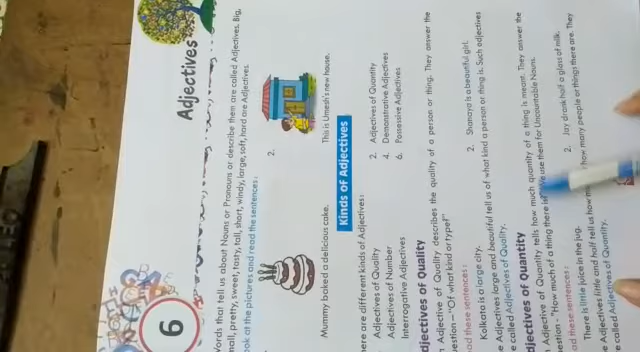 6
Adjectives
Words that tell us about Nouns or Pronouns or describe them are called Adjectives. Big,
small, pretty, sweet, tasty, tall, short, windy, large, soft, hard are Adjectives.
look at the pictures and read the sentences :
2.
Mummy baked a delicious cake. This is Umesh's new house.
Kinds of Adjectives
here are different kinds of Adjectives :
Adjectives of Quality 2. Adjectives of Quantity
Adjectives of Number 4. Demonstrative Adjectives
Interrogative Adjectives 6. Possessive Adjectives
djectives of Quality
Adjective of Quality describes the quality of a person or thing. They answer the
estion – "Of what kind or type?"
ad these sentences :
Kolkata is a large city. 2. Shamaya is a beautiful girl.
e Adjectives large and beautiful tell us of what kind a person or thing is. Such adjectives
e called Adjectives of Quality.
djectives of Quantity
Adjective of Quantity tells how much quantity of a thing is meant. They answer the
estion - "How much of a thing there is? We use them for Uncountable Nouns.
ad these sentences :
There is little juice in the jug. 2. Jay drank half a glass of milk.
e Adjectives little and half tell us how many people or things there are. They
e called Adjectives of Quantity.